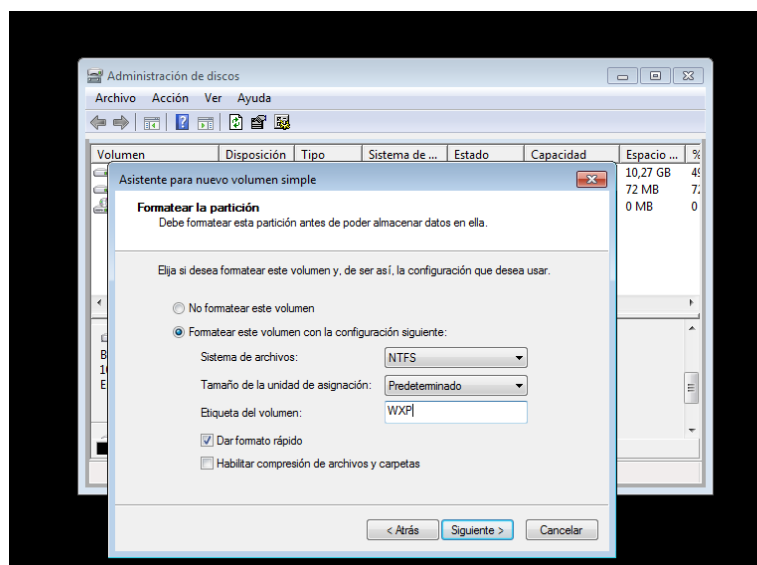 Administración de discos
Archivo Acción Ver Ayuda
Volumen Disposición Tipo Sistema de ... Estado Capacidad Espacio ... %
10,27 GB 49
72 MB 72
0 MB 0
Asistente para nuevo volumen simple
Formatear la partición
Debe formatear esta partición antes de poder almacenar datos en ella.
Elija si desea formatear este volumen y, de ser así, la configuración que desea usar.
No formatear este volumen
Formatear este volumen con la configuración siguiente:
Sistema de archivos: NTFS
Tamaño de la unidad de asignación: Predeterminado
Etiqueta del volumen: WXP
Dar formato rápido
Habilitar compresión de archivos y carpetas
< Atrás Siguiente > Cancelar